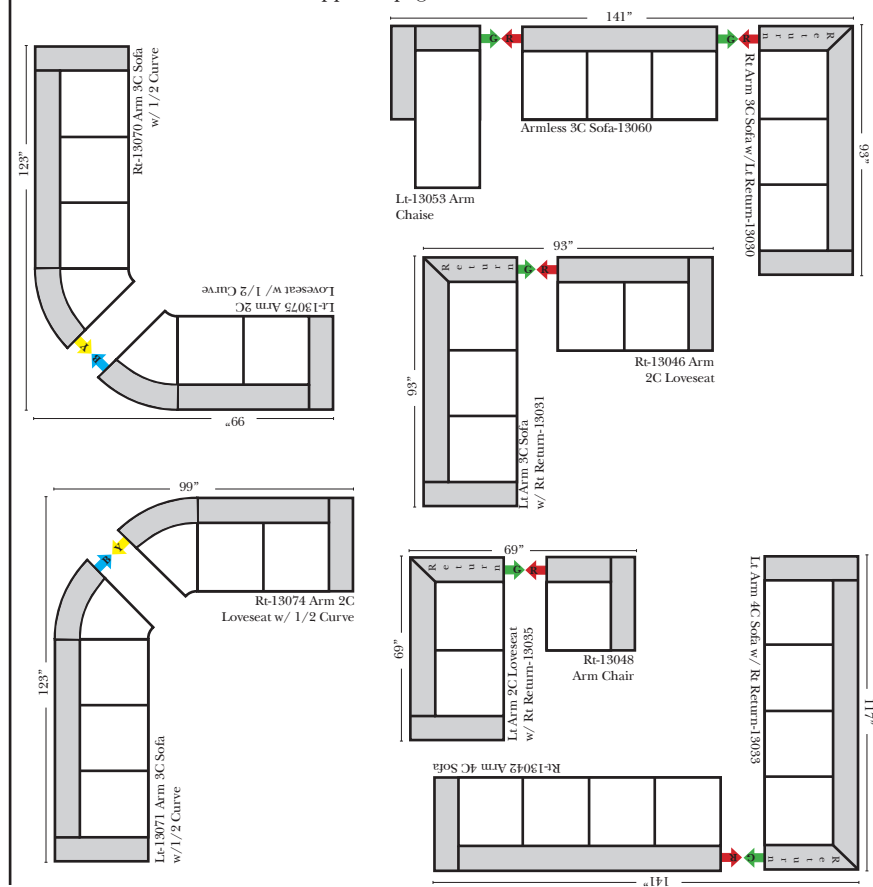 141"
G R
G R
Return
Rt Arm 3C Sofa w/Lt Return-13030
93"
Armless 3C Sofa-13060
Lt-13053 Arm
Chaise
123"
Rt-13070 Arm 3C Sofa
w/ 1/2 Curve
Lt-13075 Arm 2C
Loveseat w/ 1/2 Curve
Y
B
99"
93"
Return
G R
93"
Rt-13046 Arm
2C Loveseat
Lt Arm 3C Sofa
w/ Rt Return-13031
99"
B
Y
Rt-13074 Arm 2C
Loveseat w/ 1/2 Curve
123"
Lt-13071 Arm 3C Sofa
w/1/2 Curve
69"
Return
G R
69"
Lt Arm 2C Loveseat
w/ Rt Return-13035
Rt-13048
Arm Chair
Lt Arm 4C Sofa w/ Rt Return-13033
117"
Rt-13042 Arm 4C Sofa
R G
Return
141"